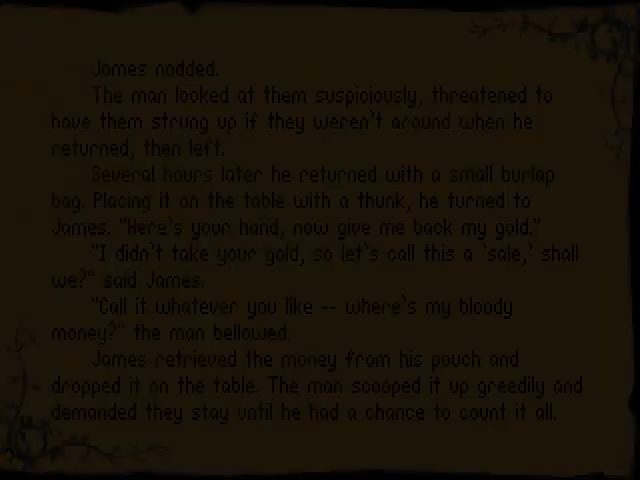 James nodded.
The man looked at them suspiciously, threatened to
have them strung up if they weren't around when he
returned, then left.
Several hours later he returned with a small burlap
bag. Placing it on the table with a thunk, he turned to
James. "Here's your hand, now give me back my gold."
"I didn't take your gold, so let's call this a 'sale,' shall
we?" said James.
"Call it whatever you like -- where's my bloody
money?" the man bellowed.
James retrieved the money from his pouch and
dropped it on the table. The man scooped it up greedily and
demanded they stay until he had a chance to count it all.